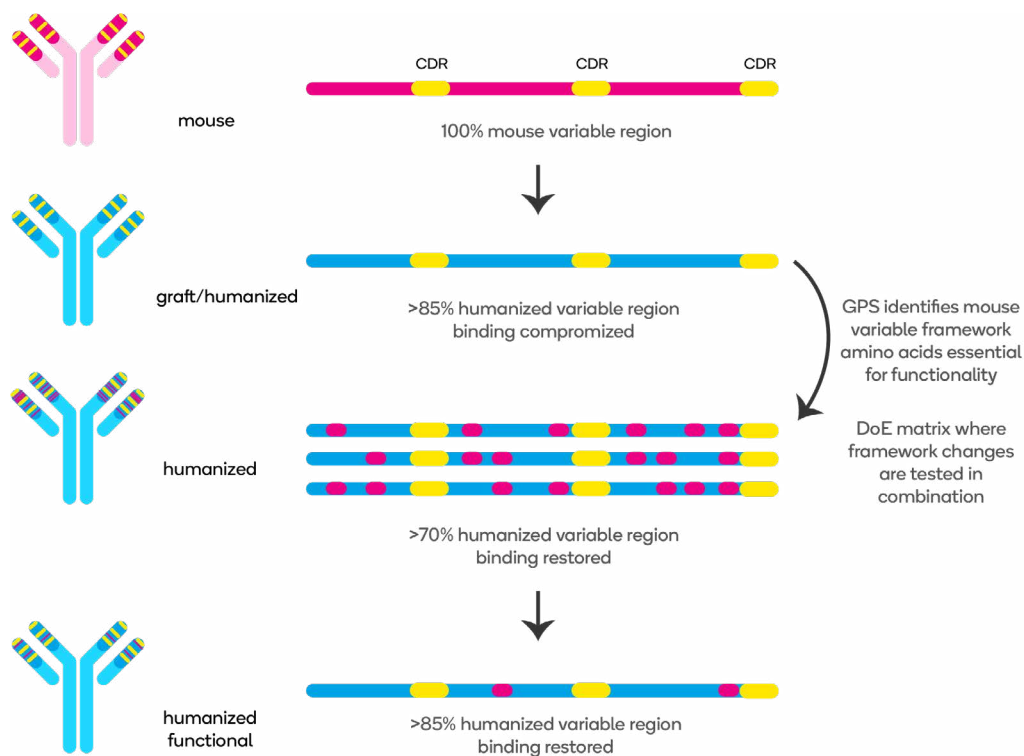 CDR CDR CDR
mouse
100% mouse variable region
graft/humanized
>85% humanized variable region
binding compromized
GPS identifies mouse
variable framework
amino acids essential
for functionality
DoE matrix where
framework changes
are tested in
combination
humanized
>70% humanized variable region
binding restored
humanized
functional
>85% humanized variable region
binding restored